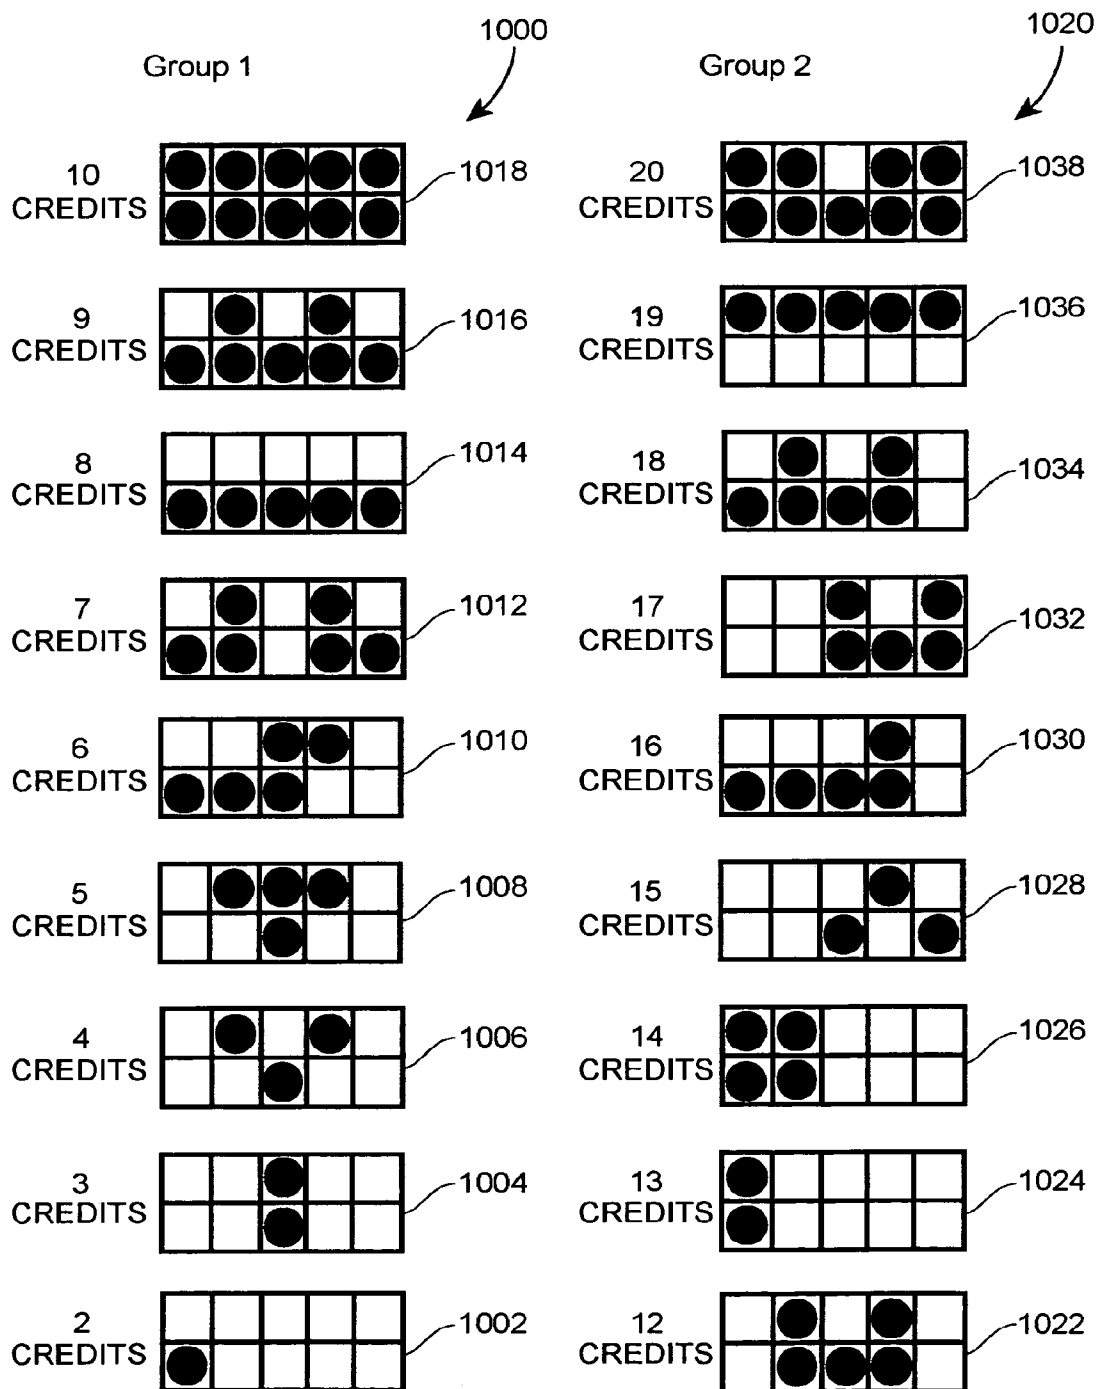 1000
1020
Group 1
Group 2
10
CREDITS
1018
20
CREDITS
1038
9
CREDITS
1016
19
CREDITS
1036
8
CREDITS
1014
18
CREDITS
1034
7
CREDITS
1012
17
CREDITS
1032
6
CREDITS
1010
16
CREDITS
1030
5
CREDITS
1008
15
CREDITS
1028
4
CREDITS
1006
14
CREDITS
1026
3
CREDITS
1004
13
CREDITS
1024
2
CREDITS
1002
12
CREDITS
1022